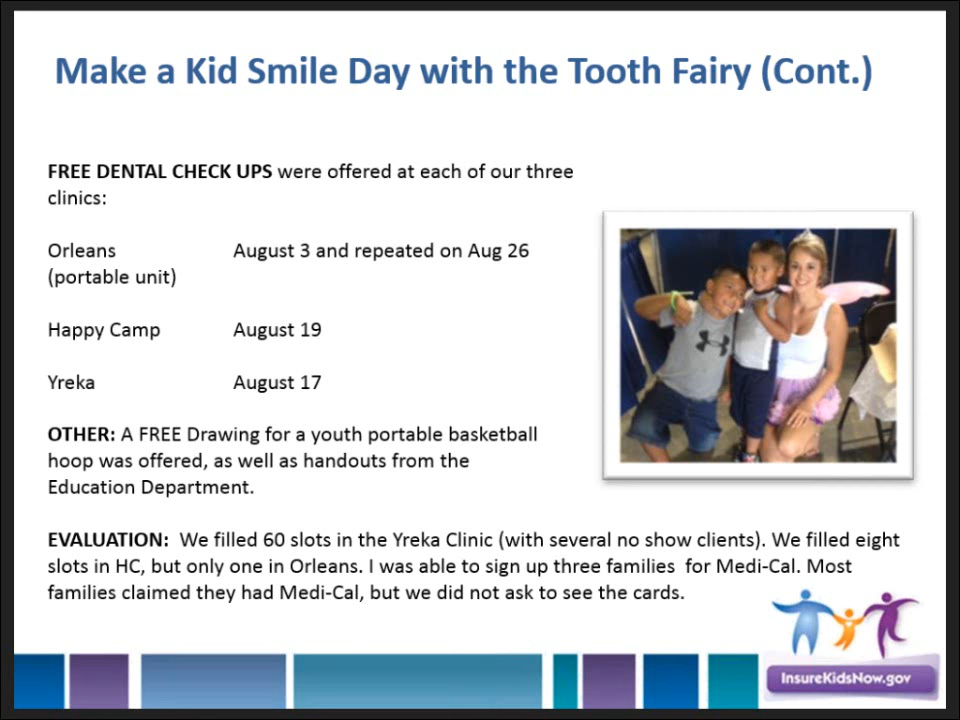 Make a Kid Smile Day with the Tooth Fairy (Cont.)
FREE DENTAL CHECK UPS were offered at each of our three
clinics:
Orleans August 3 and repeated on Aug 26
(portable unit)
Happy Camp August 19
Yreka August 17
OTHER: A FREE Drawing for a youth portable basketball
hoop was offered, as well as handouts from the
Education Department.
EVALUATION: We filled 60 slots in the Yreka Clinic (with several no show clients). We filled eight
slots in HC, but only one in Orleans. I was able to sign up three families for Medi-Cal. Most
families claimed they had Medi-Cal, but we did not ask to see the cards.
InsureKidsNow.gov